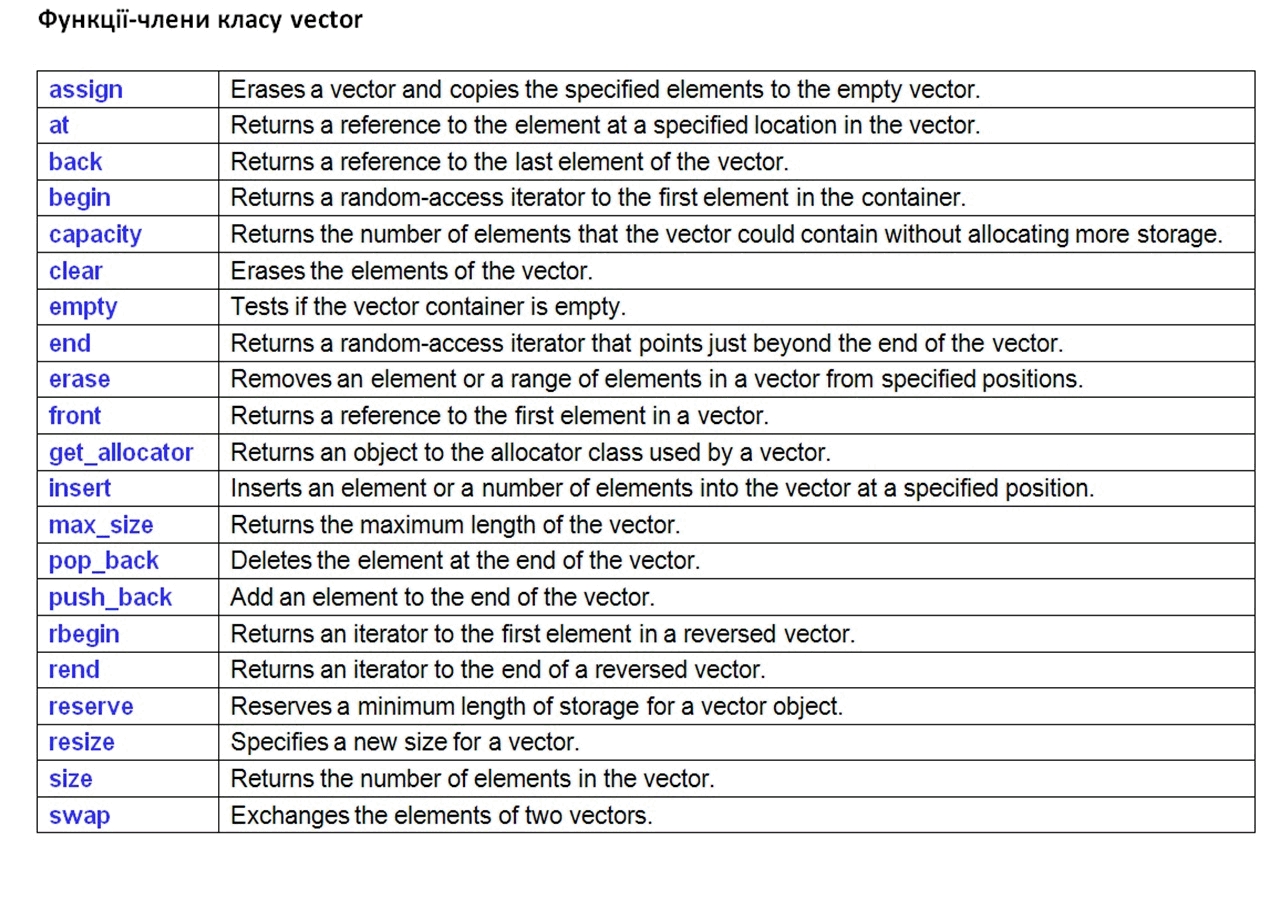 Функції-члени класу vector
assign Erases a vector and copies the specified elements to the empty vector.
at Returns a reference to the element at a specified location in the vector.
back Returns a reference to the last element of the vector.
begin Returns a random-access iterator to the first element in the container.
capacity Returns the number of elements that the vector could contain without allocating more storage.
clear Erases the elements of the vector.
empty Tests if the vector container is empty.
end Returns a random-access iterator that points just beyond the end of the vector.
erase Removes an element or a range of elements in a vector from specified positions.
front Returns a reference to the first element in a vector.
get_allocator Returns an object to the allocator class used by a vector.
insert Inserts an element or a number of elements into the vector at a specified position.
max_size Returns the maximum length of the vector.
pop_back Deletes the element at the end of the vector.
push_back Add an element to the end of the vector.
rbegin Returns an iterator to the first element in a reversed vector.
rend Returns an iterator to the end of a reversed vector.
reserve Reserves a minimum length of storage for a vector object.
resize Specifies a new size for a vector.
size Returns the number of elements in the vector.
swap Exchanges the elements of two vectors.